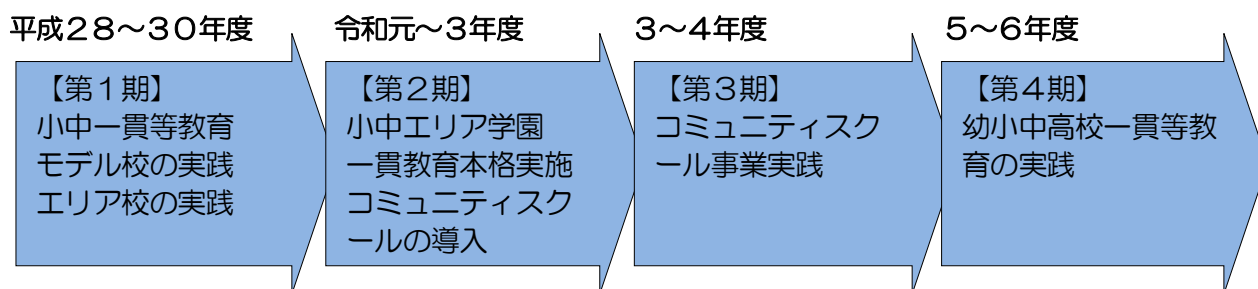 平成２８～３０年度
令和元～３年度
３～４年度
５～６年度
【第１期】
小中一貫等教育
モデル校の実践
エリア校の実践
【第２期】
小中エリア学園
一貫教育本格実施
コミュニティスク
ールの導入
【第３期】
コミュニティスク
ール事業実践
【第４期】
幼小中高校一貫等教
育の実践